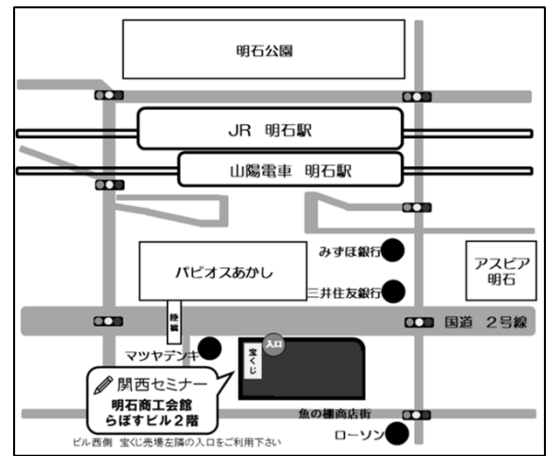 明石公園
JR 明石駅
山陽電車 明石駅
みずほ銀行
パピオスあかし
アスピア
明石
三井住友銀行
国道 2号線
マツヤデンキ
宝くじ
入口
関西セミナー
明石商工会館
らぽすビル2階
魚の棚商店街
ローソン
ビル西側 宝くじ売場左隣の入口をご利用下さい